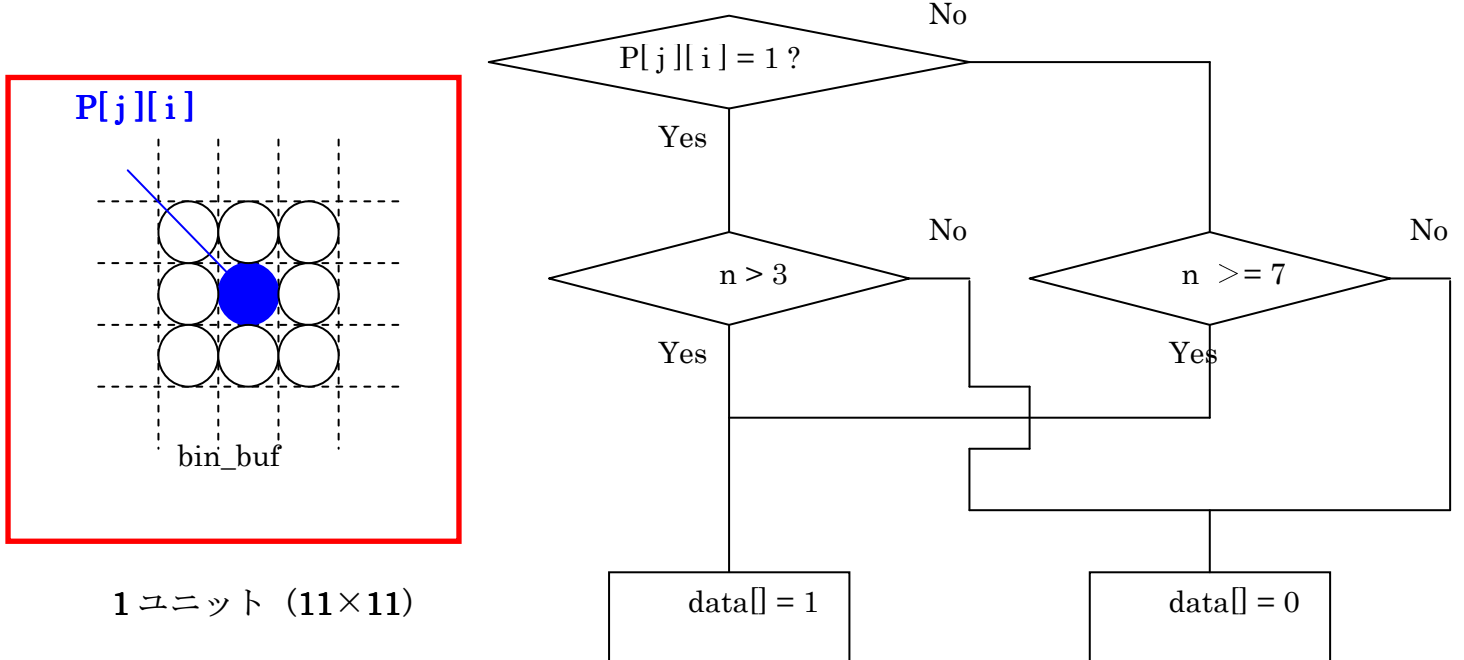 P[ j ][ i ]
bin_buf
1 ユニット（11×11）
P[ j ][ i ] = 1 ?
No
Yes
n > 3
No
Yes
n ＞= 7
No
Yes
data[] = 1
data[] = 0